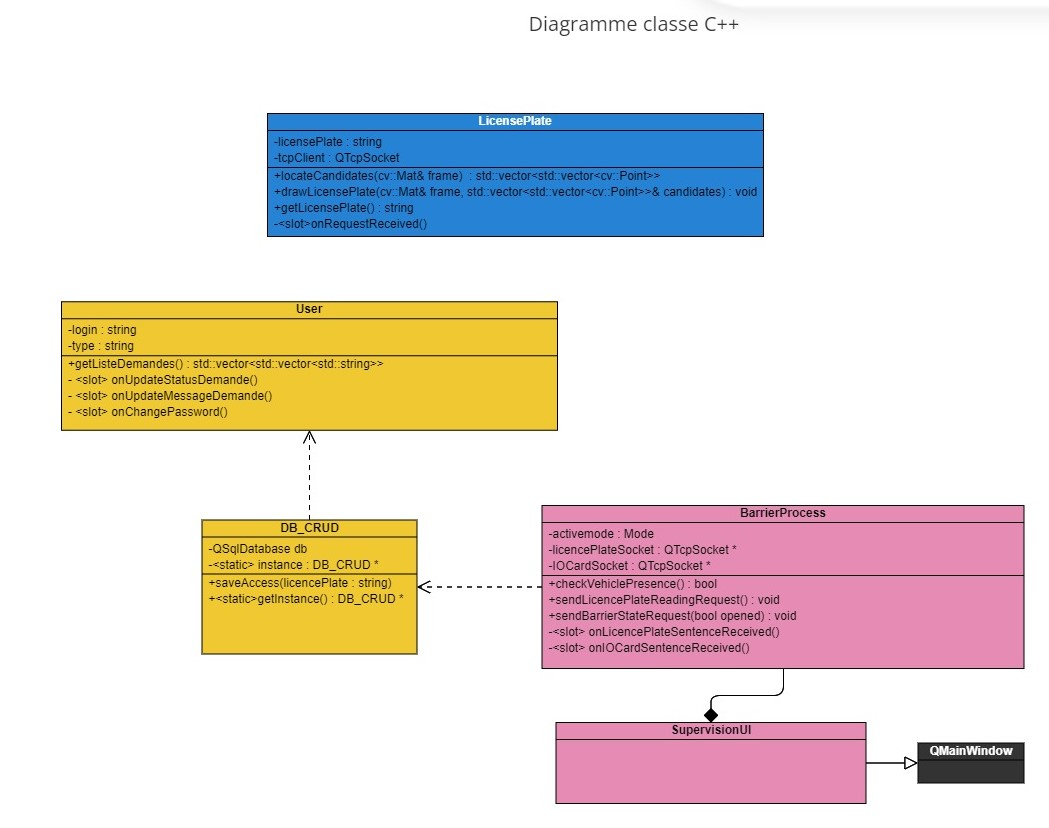 Diagramme classe C++
LicensePlate
-licensePlate : string
-tcpClient : QTcpSocket
+locateCandidates(cv::Mat& frame) : std::vector<std::vector<cv::Point>>
+drawLicensePlate(cv::Mat& frame, std::vector<std::vector<cv::Point>>& candidates) : void
+getLicensePlate() : string
-<slot>onRequestReceived()
User
-login : string
-type : string
+getListeDemandes() : std::vector<std::vector<std::string>>
- <slot> onUpdateStatusDemande()
- <slot> onUpdateMessageDemande()
- <slot> onChangePassword()
DB_CRUD
-QSqlDatabase db
-<static> instance : DB_CRUD *
+saveAccess(licencePlate : string)
+<static>getInstance() : DB_CRUD *
BarrierProcess
-activemode : Mode
-licencePlateSocket : QTcpSocket *
-IOCardSocket : QTcpSocket *
+checkVehiclePresence() : bool
+sendLicencePlateReadingRequest() : void
+sendBarrierStateRequest(bool opened) : void
-<slot> onLicencePlateSentenceReceived()
-<slot> onIOCardSentenceReceived()
SupervisionUI
QMainWindow